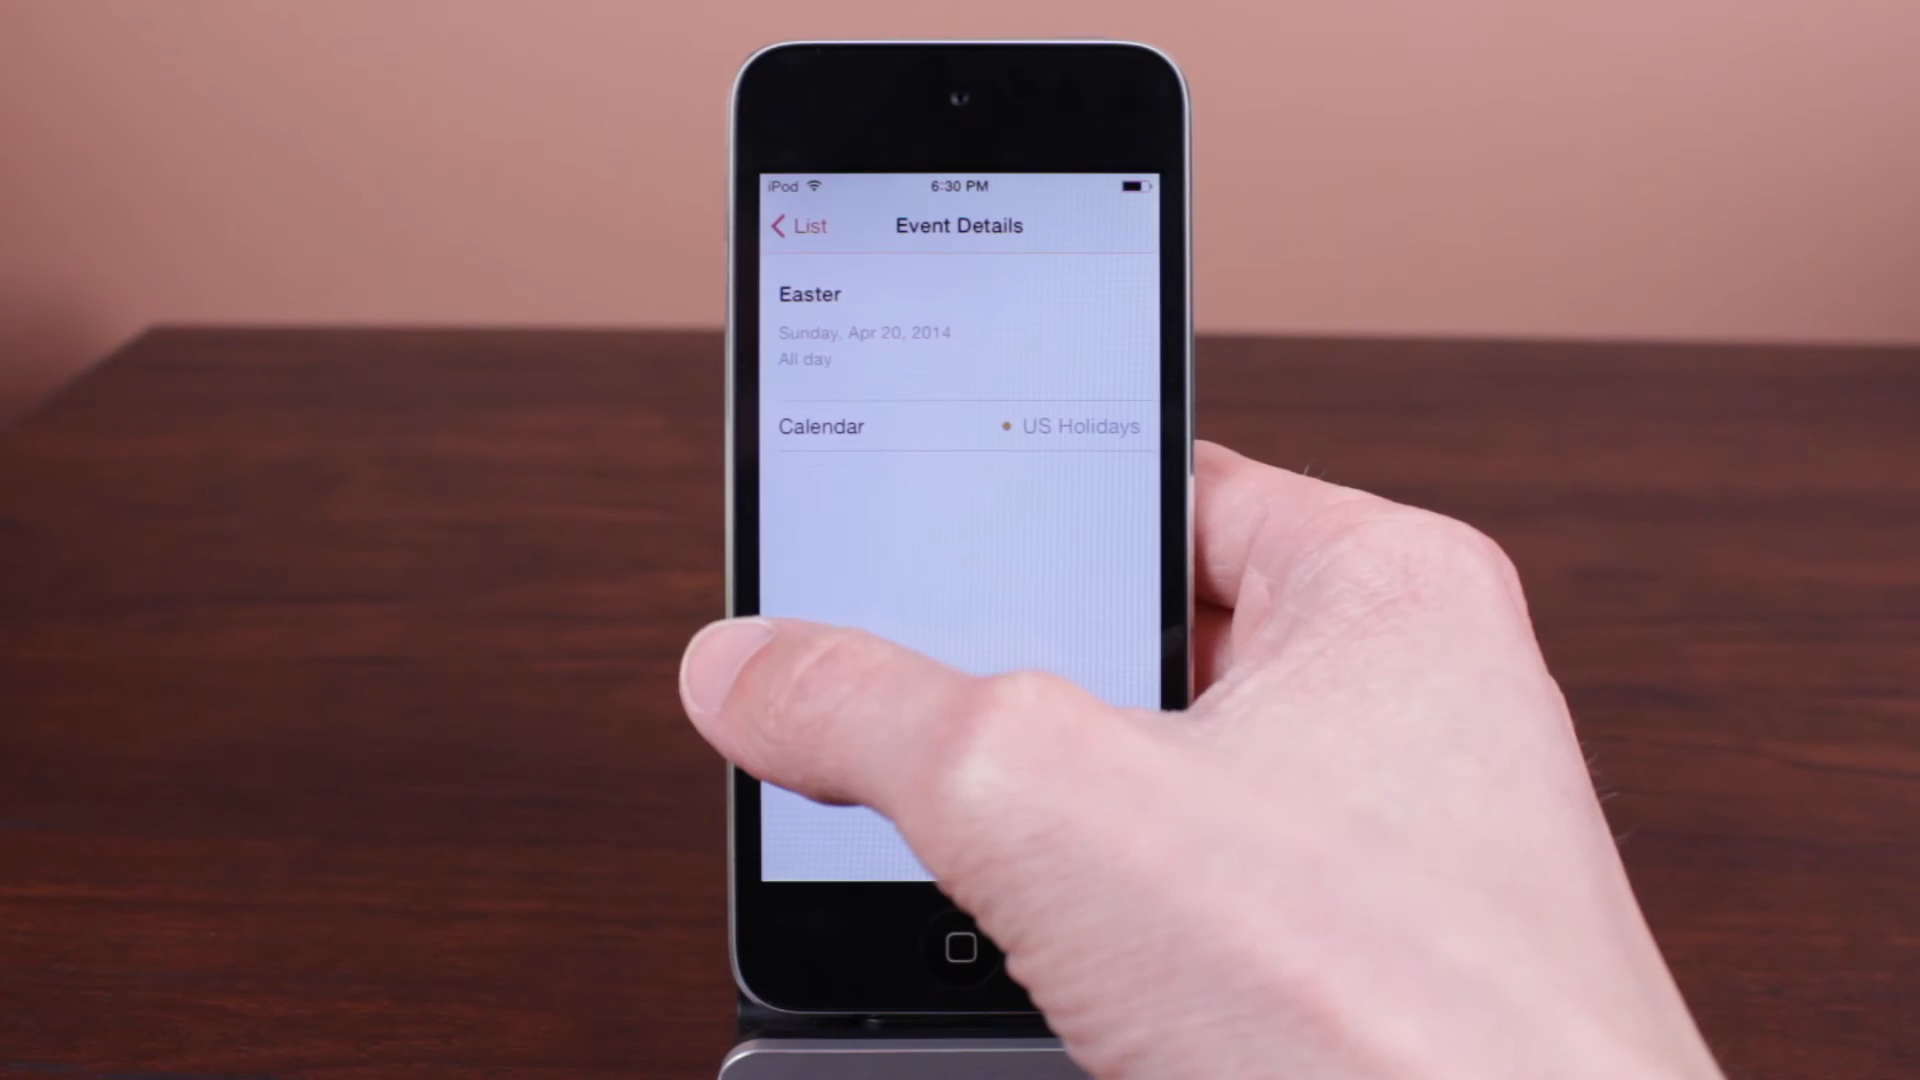 iPod 6:30 PM
List Event Details
Easter
Sunday, Apr 20, 2014
All day
Calendar US Holidays